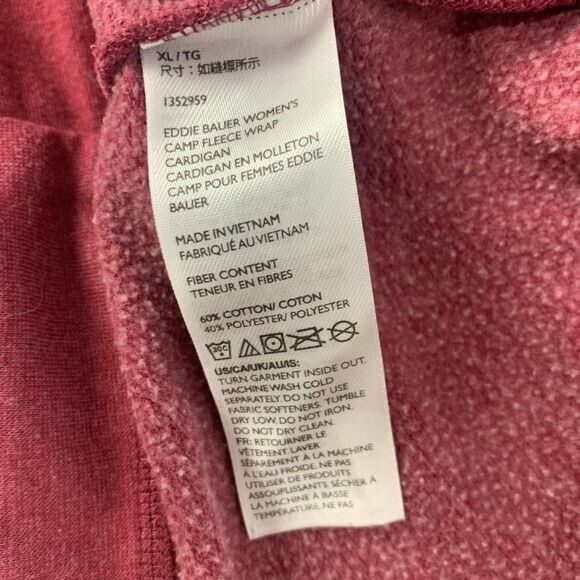 XL/TG
尺寸：如縫標所示
1352959
EDDIE BAUER WOMEN'S
CAMP FLEECE WRAP
CARDIGAN
CARDIGAN EN MOLLETON
CAMP POUR FEMMES EDDIE
BAUER
MADE IN VIETNAM
FABRIQUÉ AU VIETNAM
FIBER CONTENT
TENEUR EN FIBRES
60% COTTON/ COTON
40% POLYESTER/ POLYESTER
30C
US/CA/UK/AU/IS:
TURN GARMENT INSIDE OUT.
MACHINE WASH COLD
SEPARATELY. DO NOT USE
FABRIC SOFTENERS. TUMBLE
DRY LOW. DO NOT IRON.
DO NOT DRY CLEAN.
FR: RETOURNER LE
VÊTEMENT. LAVER
SÉPARÉMENT À LA MACHINE
À L'EAU FROIDE. NE PAS
UTILISER DE PRODUITS
ASSOUPLISSANTS. SÉCHER À
LA MACHINE À BASSE
TEMPÉRATURE. NE PAS